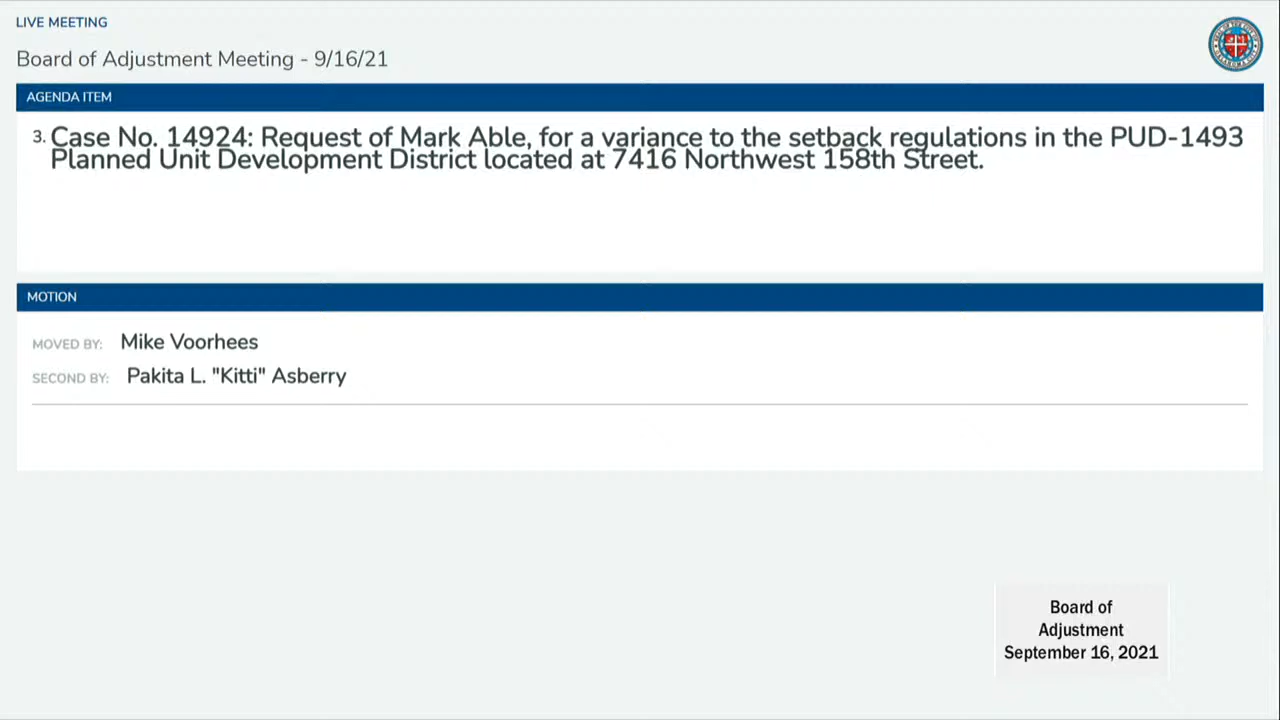 LIVE MEETING
Board of Adjustment Meeting - 9/16/21
AGENDA ITEM
3. Case No. 14924: Request of Mark Able, for a variance to the setback regulations in the PUD-1493
Planned Unit Development District located at 7416 Northwest 158th Street.
MOTION
MOVED BY: Mike Voorhees
SECOND BY: Pakita L. "Kitti" Asberry
Board of
Adjustment
September 16, 2021